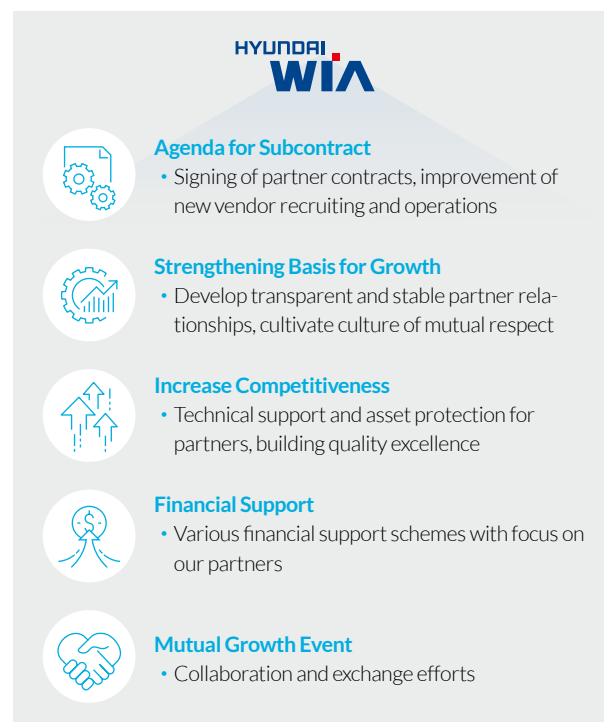 HYUNDAI
WIA
Agenda for Subcontract
• Signing of partner contracts, improvement of
new vendor recruiting and operations
Strengthening Basis for Growth
• Develop transparent and stable partner rela-
tionships, cultivate culture of mutual respect
Increase Competitiveness
• Technical support and asset protection for
partners, building quality excellence
$
Financial Support
• Various financial support schemes with focus on
our partners
Mutual Growth Event
• Collaboration and exchange efforts